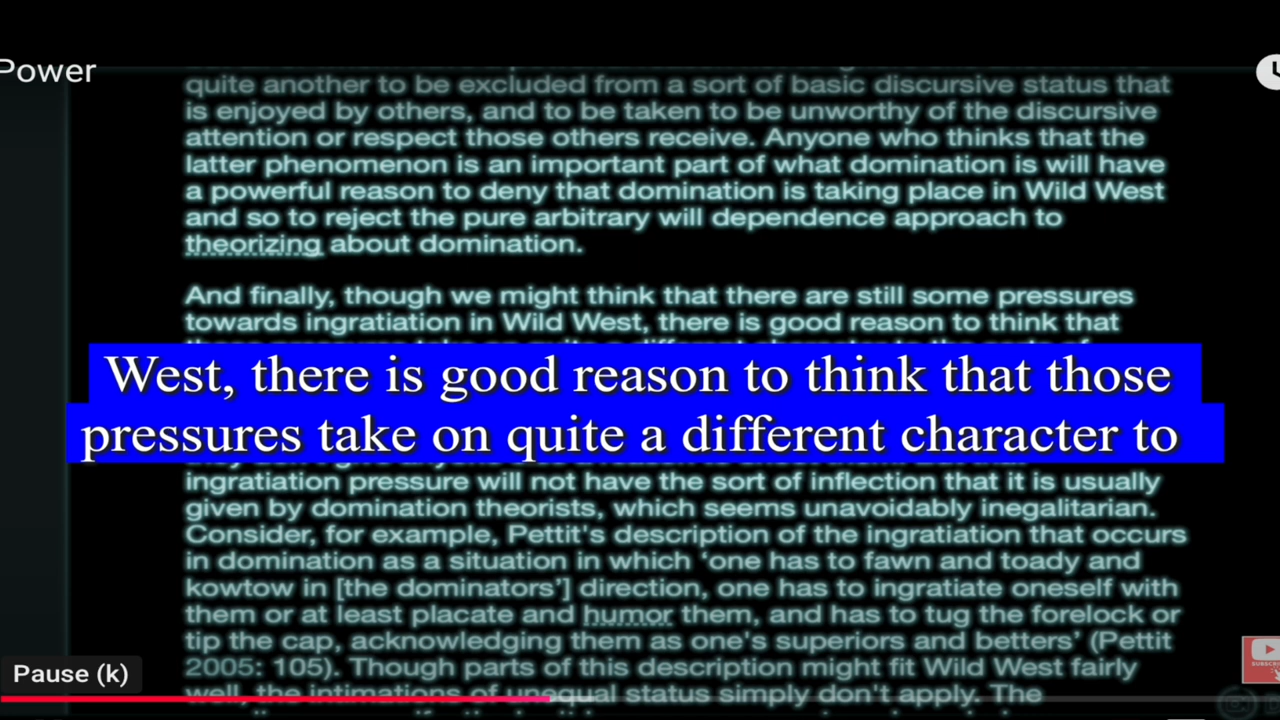 Power
quite another to be excluded from a sort of basic discursive status that
is enjoyed by others, and to be taken to be unworthy of the discursive
attention or respect those others receive. Anyone who thinks that the
latter phenomenon is an important part of what domination is will have
a powerful reason to deny that domination is taking place in Wild West
and so to reject the pure arbitrary will dependence approach to
theorizing about domination.
And finally, though we might think that there are still some pressures
towards ingratiation in Wild West, there is good reason to think that
West, there is good reason to think that those
pressures take on quite a different character to
ingratiation pressure will not have the sort of inflection that it is usually
given by domination theorists, which seems unavoidably inegalitarian.
Consider, for example, Pettit's description of the ingratiation that occurs
in domination as a situation in which ‘one has to fawn and toady and
kowtow in [the dominators’] direction, one has to ingratiate oneself with
them or at least placate and humor them, and has to tug the forelock or
tip the cap, acknowledging them as one's superiors and betters’ (Pettit
2005: 105). Though parts of this description might fit Wild West fairly
well, the intimations of unequal status simply don't apply. The
Pause (k)